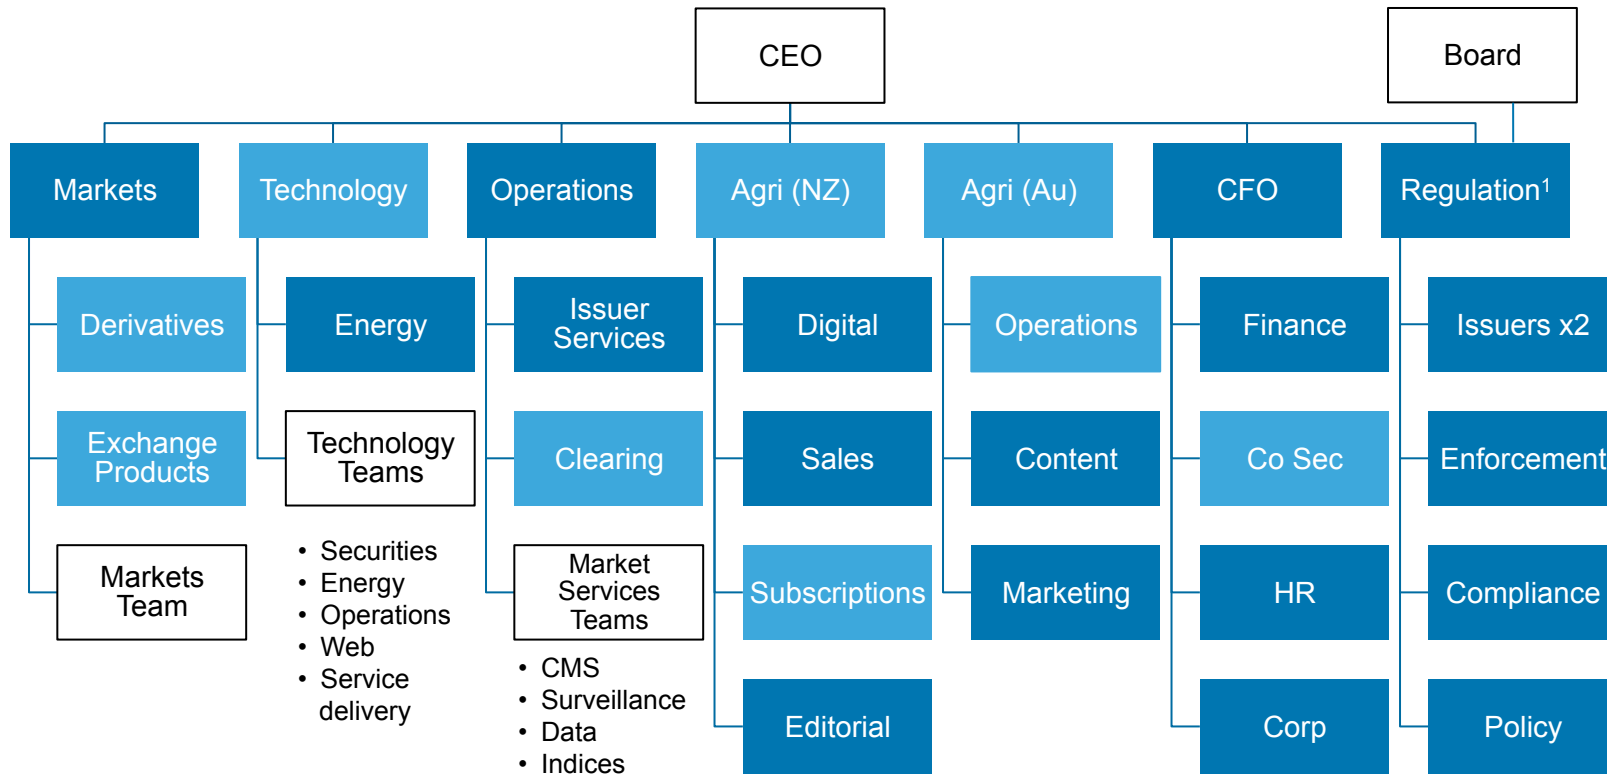 CEO
Board
Markets
Technology
Operations
Agri (NZ)
Agri (Au)
CFO
Regulation¹
Derivatives
Energy
Issuer
Services
Digital
Operations
Finance
Issuers x2
Exchange
Products
Technology
Teams
Clearing
Sales
Content
Co Sec
Enforcement
Markets
Team
• Securities
• Energy
• Operations
• Web
• Service
delivery
Market
Services
Teams
• CMS
• Surveillance
• Data
• Indices
Subscriptions
Marketing
HR
Compliance
Editorial
Corp
Policy